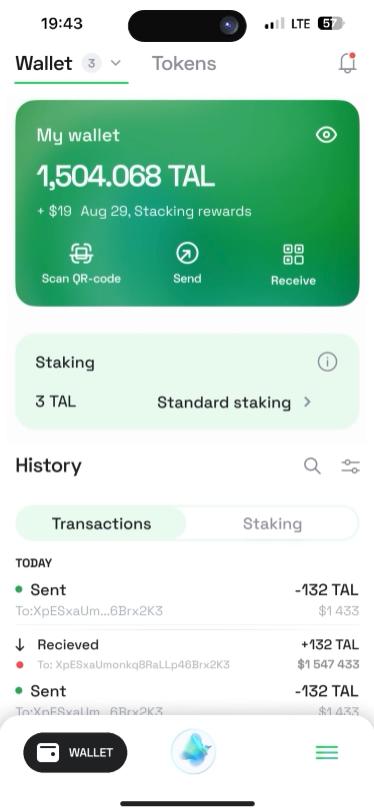 19:43 LTE 57
Wallet 3 Tokens
My wallet
1,504.068 TAL
+ $19 Aug 29, Stacking rewards
Scan QR-code Send Receive
Staking
3 TAL Standard staking
History
Transactions Staking
TODAY
Sent -132 TAL
To:XpESxaUm...6Brx2K3 $1 433
Recieved +132 TAL
To: XpESxaUmonkq8RaLLp46Brx2K3 $1 547 433
Sent -132 TAL
To:XpESxaUm...6Brx2K3 $1 433
WALLET